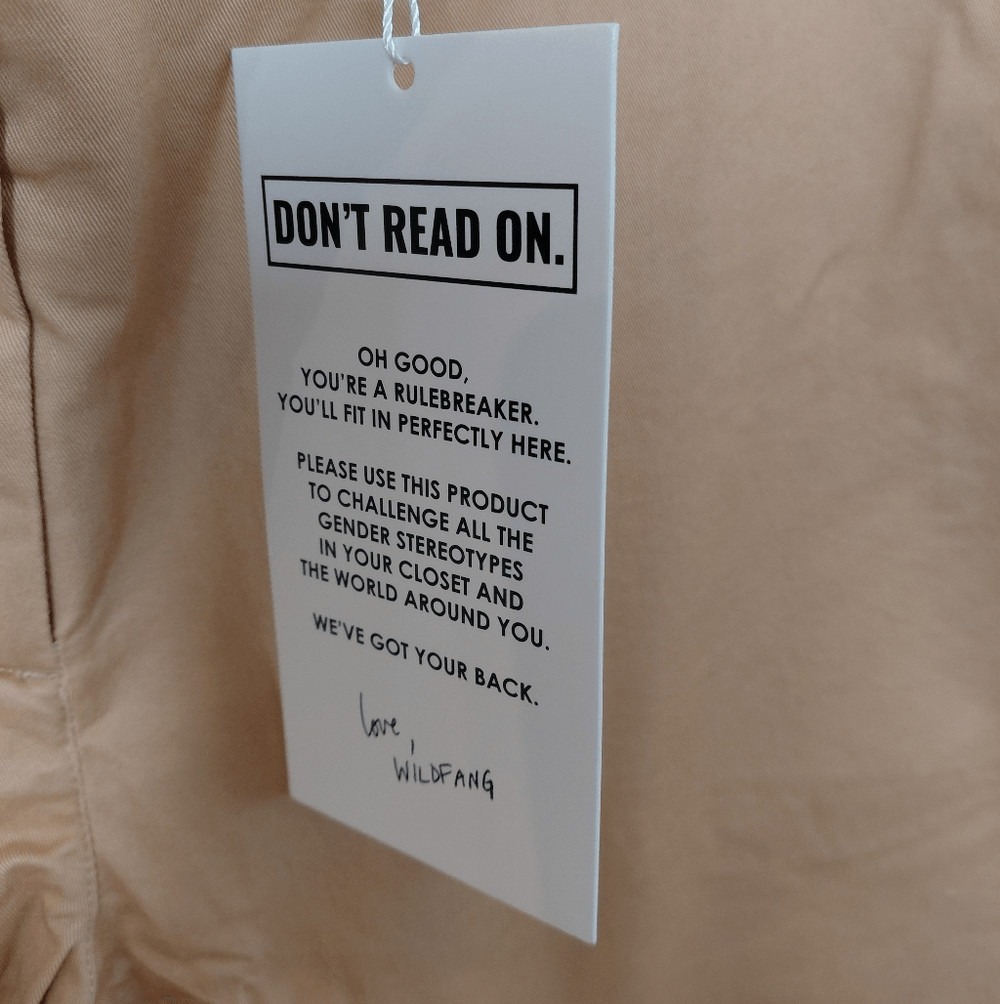 DON'T READ ON.
OH GOOD,
YOU'RE A RULEBREAKER.
YOU'LL FIT IN PERFECTLY HERE.
PLEASE USE THIS PRODUCT
TO CHALLENGE ALL THE
GENDER STEREOTYPES
IN YOUR CLOSET AND
THE WORLD AROUND YOU.
WE'VE GOT YOUR BACK.
love,
WILDFANG